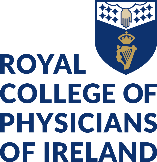 ROYAL
COLLEGE OF
PHYSICIANS
OF IRELAND